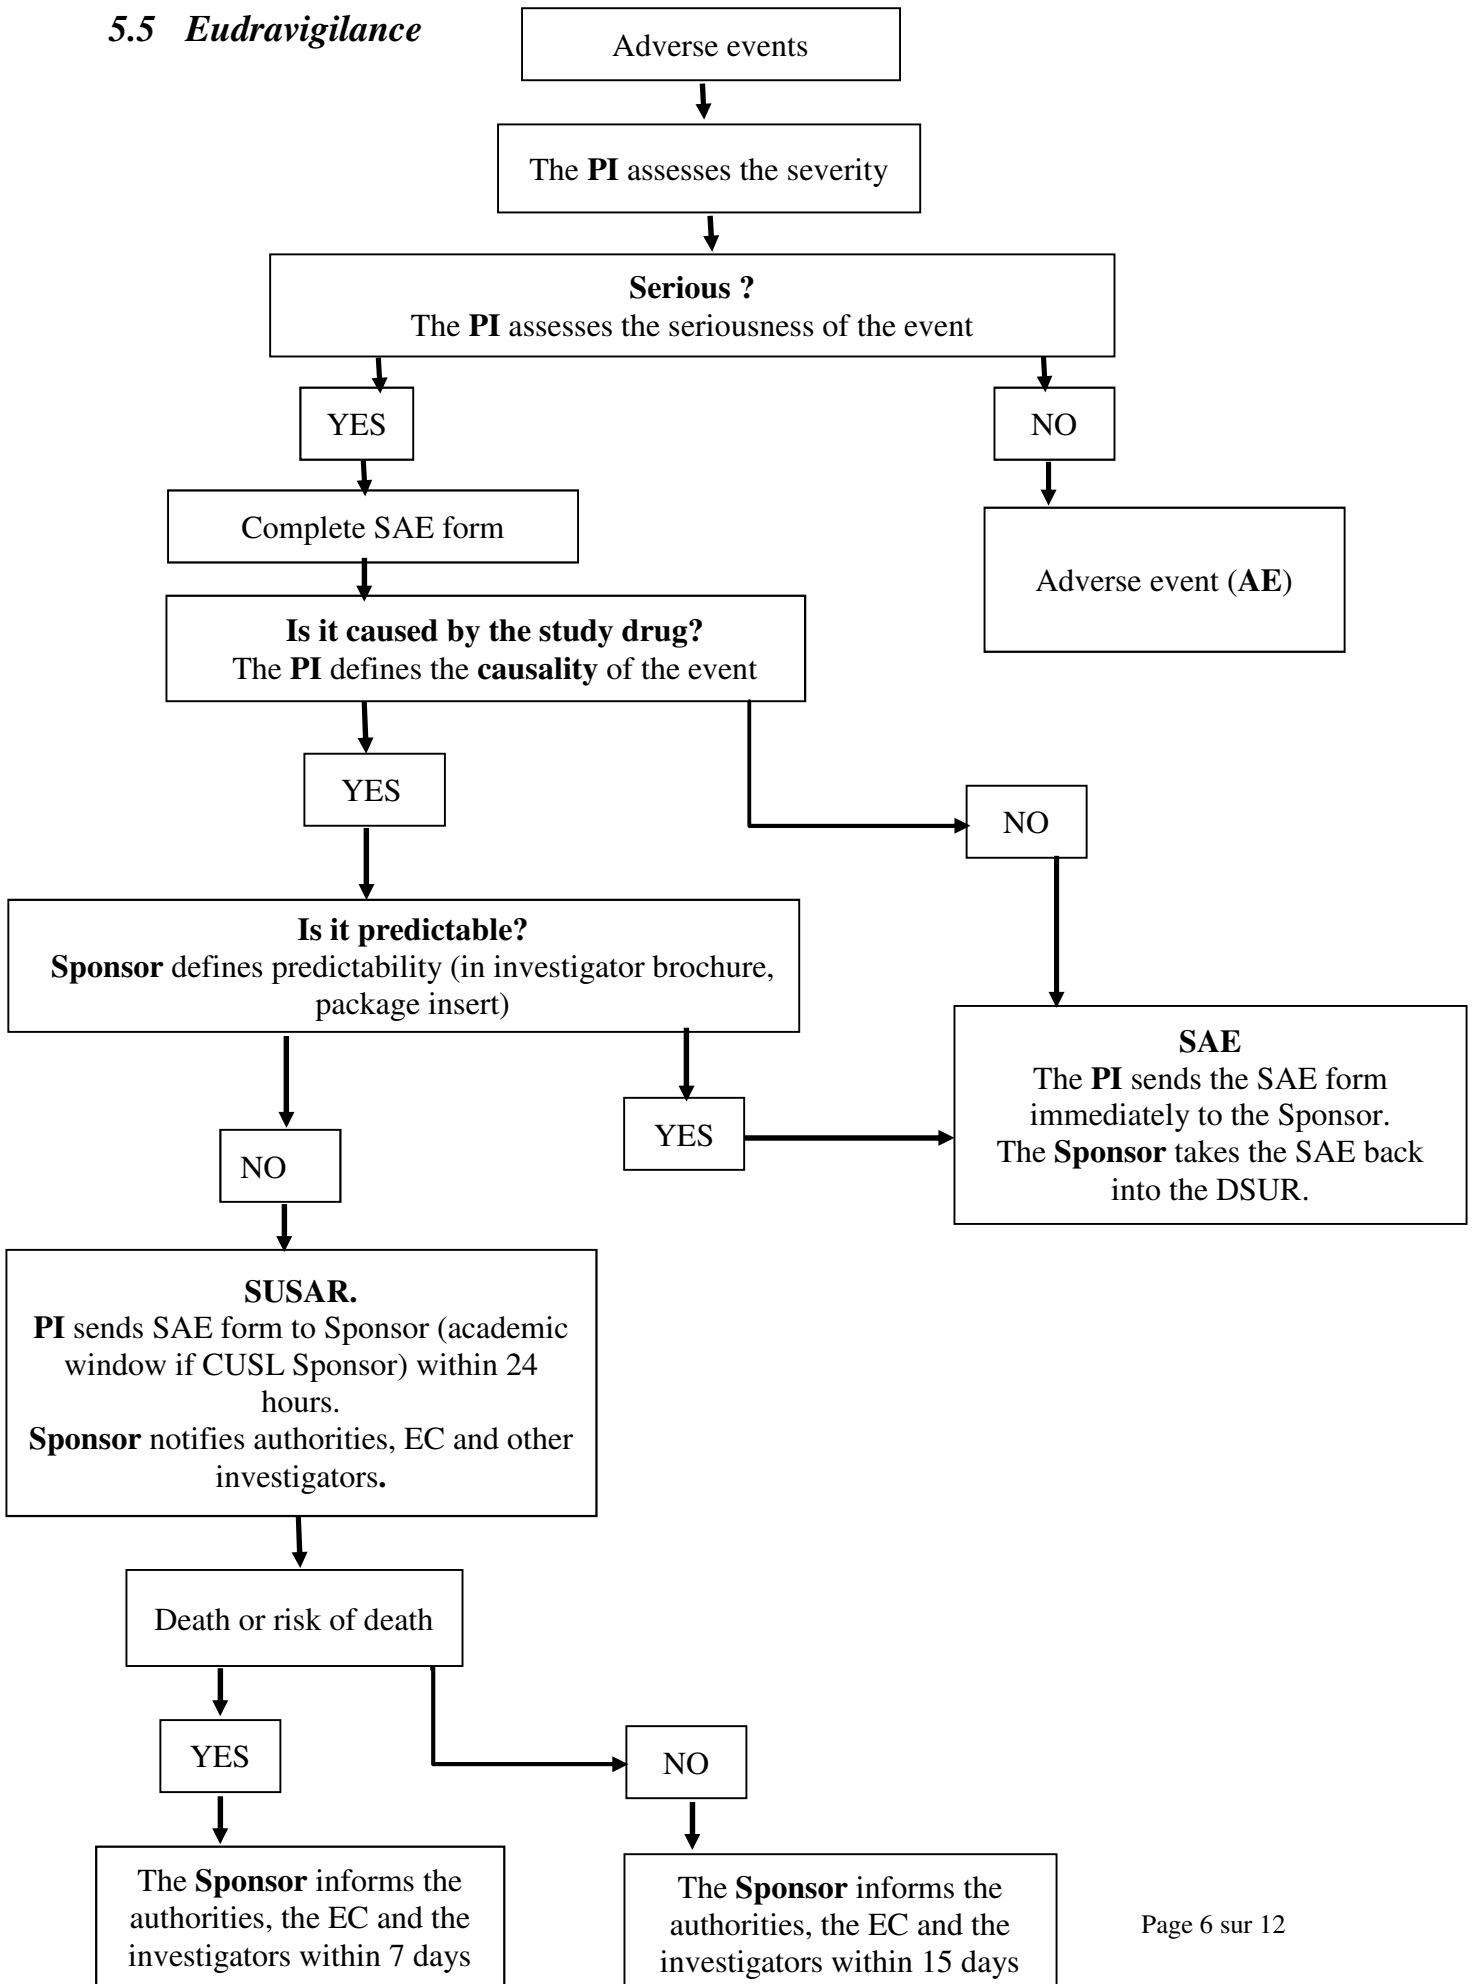 5.5 Eudravigilance
Adverse events
The PI assesses the severity
Serious ?
The PI assesses the seriousness of the event
YES
NO
Complete SAE form
Adverse event (AE)
Is it caused by the study drug?
The PI defines the causality of the event
YES
NO
Is it predictable?
Sponsor defines predictability (in investigator brochure,
package insert)
SAE
The PI sends the SAE form
immediately to the Sponsor.
The Sponsor takes the SAE back
into the DSUR.
YES
NO
SUSAR.
PI sends SAE form to Sponsor (academic
window if CUSL Sponsor) within 24
hours.
Sponsor notifies authorities, EC and other
investigators.
Death or risk of death
YES
NO
The Sponsor informs the
authorities, the EC and the
investigators within 7 days
The Sponsor informs the
authorities, the EC and the
investigators within 15 days
Page 6 sur 12